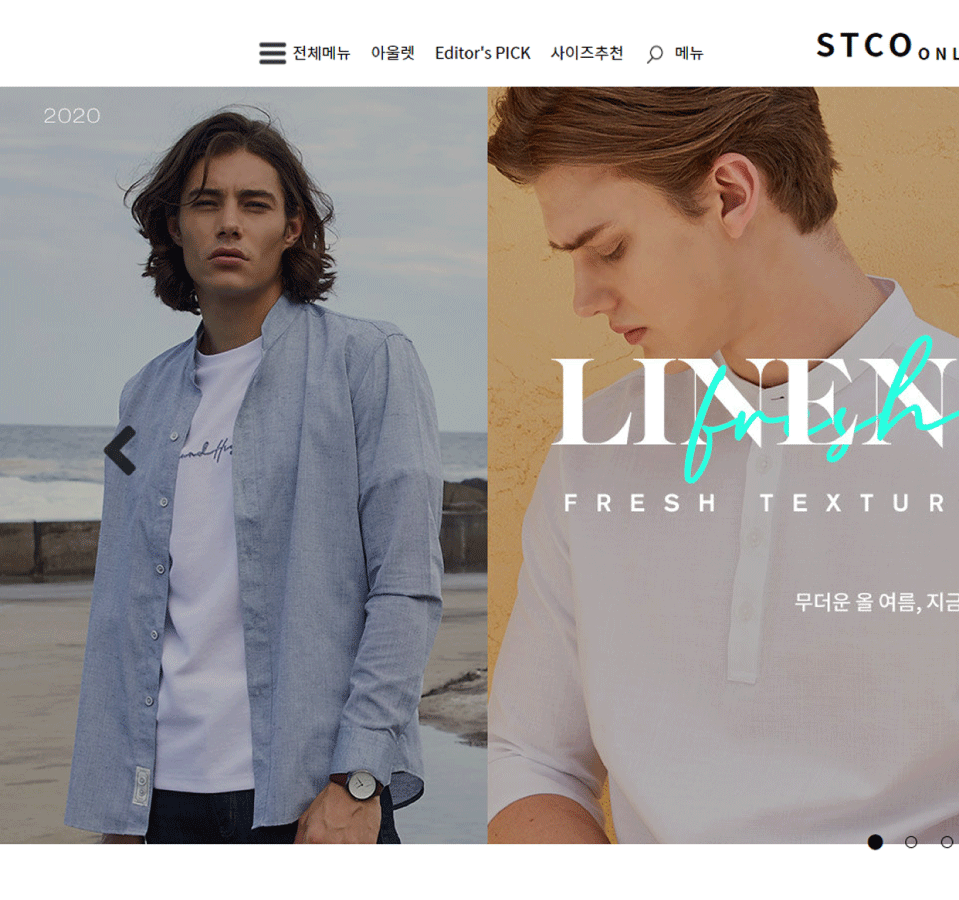 전체메뉴 아울렛 Editor's PICK 사이즈추천 메뉴
STCO ONL
2020
LINEN
fresh
FRESH TEXTUR
무더운 올 여름, 지금